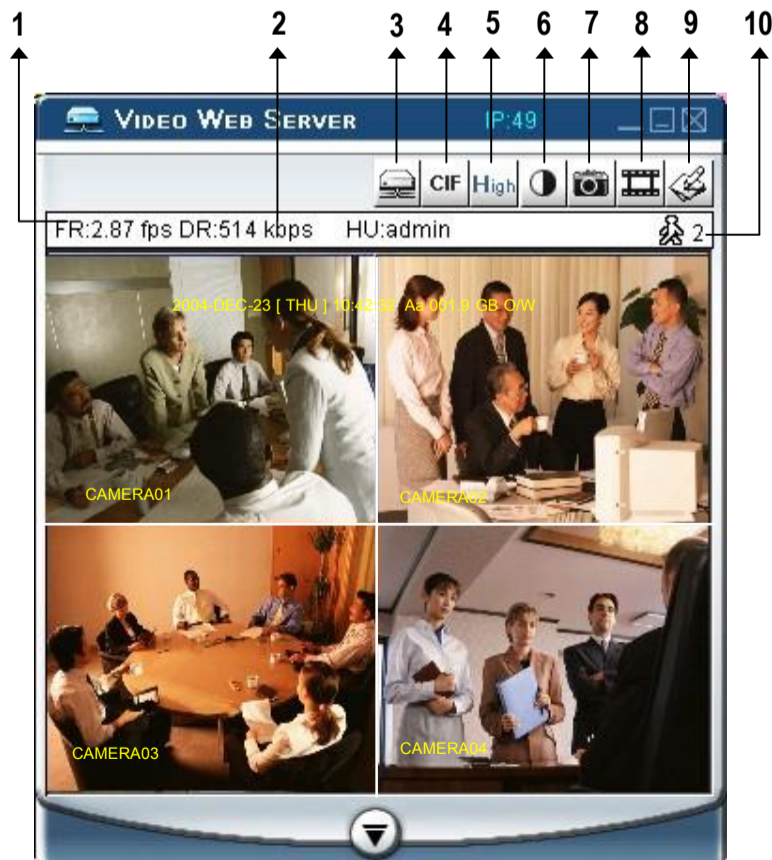 1 2 3 4 5 6 7 8 9 10
VIDEO WEB SERVER IP:49
CIF High
FR:2.87 fps DR:514 kbps HU:admin 2
2004-DEC-23 [ THU ] 10:42:32 Aa 001.9 GB O/W
CAMERA01 CAMERA02
CAMERA03 CAMERA04